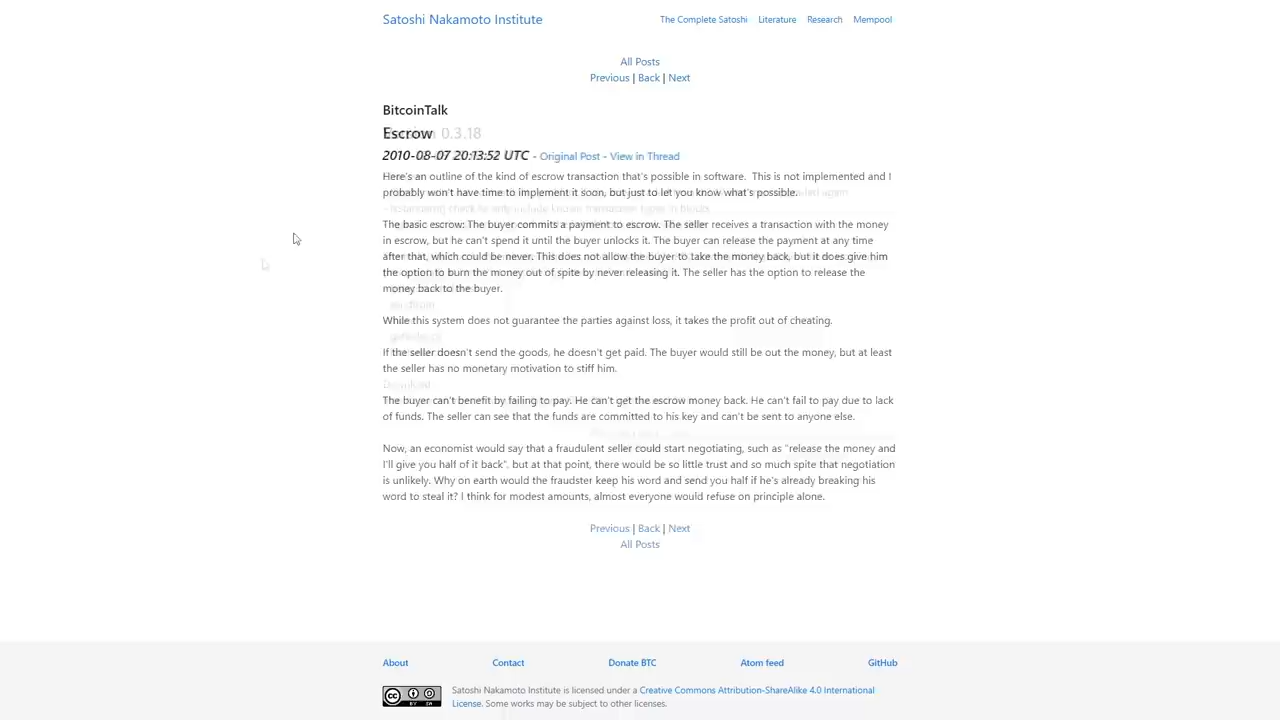 Satoshi Nakamoto Institute
The Complete Satoshi Literature Research Mempool
All Posts
Previous | Back | Next
BitcoinTalk
Escrow
0.3.18
2010-08-07 20:13:52 UTC - Original Post - View in Thread
Here's an outline of the kind of escrow transaction that's possible in software.  This is not implemented and I
probably won't have time to implement it soon, but just to let you know what's possible.
The basic escrow: The buyer commits a payment to escrow. The seller receives a transaction with the money
in escrow, but he can't spend it until the buyer unlocks it. The buyer can release the payment at any time
after that, which could be never. This does not allow the buyer to take the money back, but it does give him
the option to burn the money out of spite by never releasing it. The seller has the option to release the
money back to the buyer.
While this system does not guarantee the parties against loss, it takes the profit out of cheating.
If the seller doesn't send the goods, he doesn't get paid. The buyer would still be out the money, but at least
the seller has no monetary motivation to stiff him.
Download
The buyer can't benefit by failing to pay. He can't get the escrow money back. He can't fail to pay due to lack
of funds. The seller can see that the funds are committed to his key and can't be sent to anyone else.
Now, an economist would say that a fraudulent seller could start negotiating, such as "release the money and
I'll give you half of it back", but at that point, there would be so little trust and so much spite that negotiation
is unlikely. Why on earth would the fraudster keep his word and send you half if he's already breaking his
word to steal it? I think for modest amounts, almost everyone would refuse on principle alone.
Previous | Back | Next
All Posts
About Contact Donate BTC Atom feed GitHub
Satoshi Nakamoto Institute is licensed under a Creative Commons Attribution-ShareAlike 4.0 International
License. Some works may be subject to other licenses.
cc BY SA